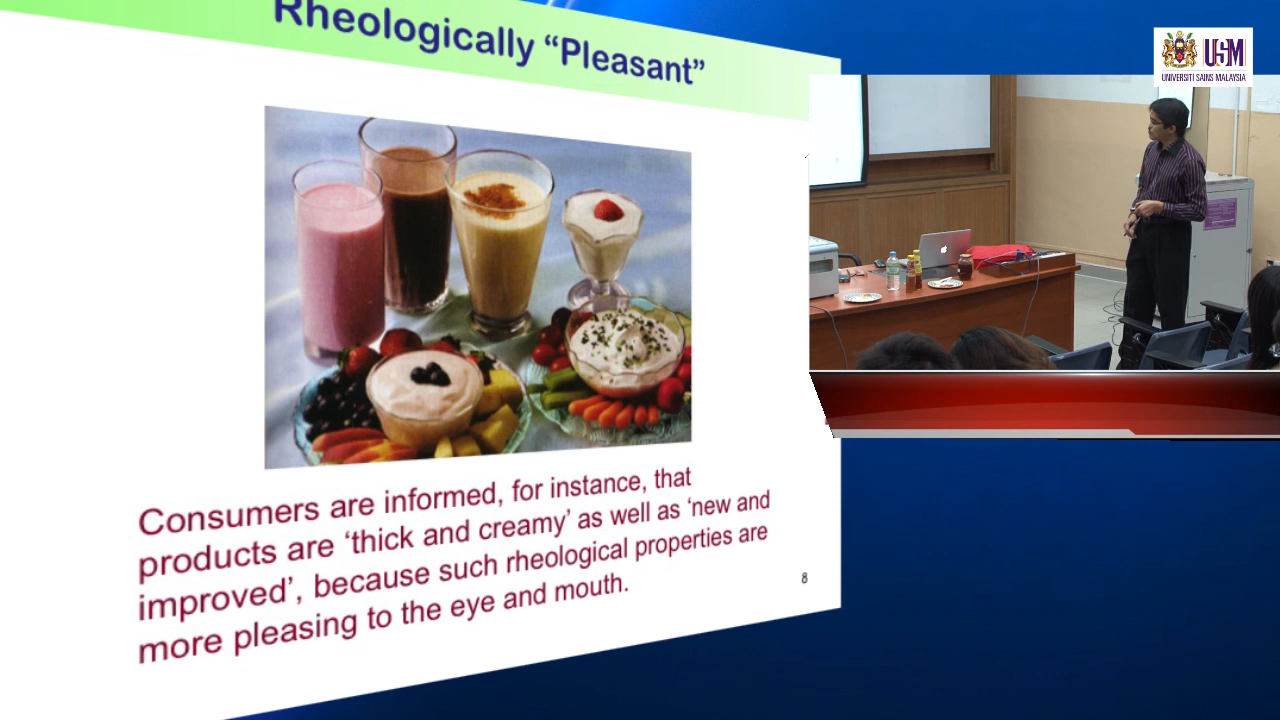 Rheologically “Pleasant”
USM
UNIVERSITI SAINS MALAYSIA
Consumers are informed, for instance, that
products are ‘thick and creamy’ as well as ‘new and
improved’, because such rheological properties are
more pleasing to the eye and mouth.
8